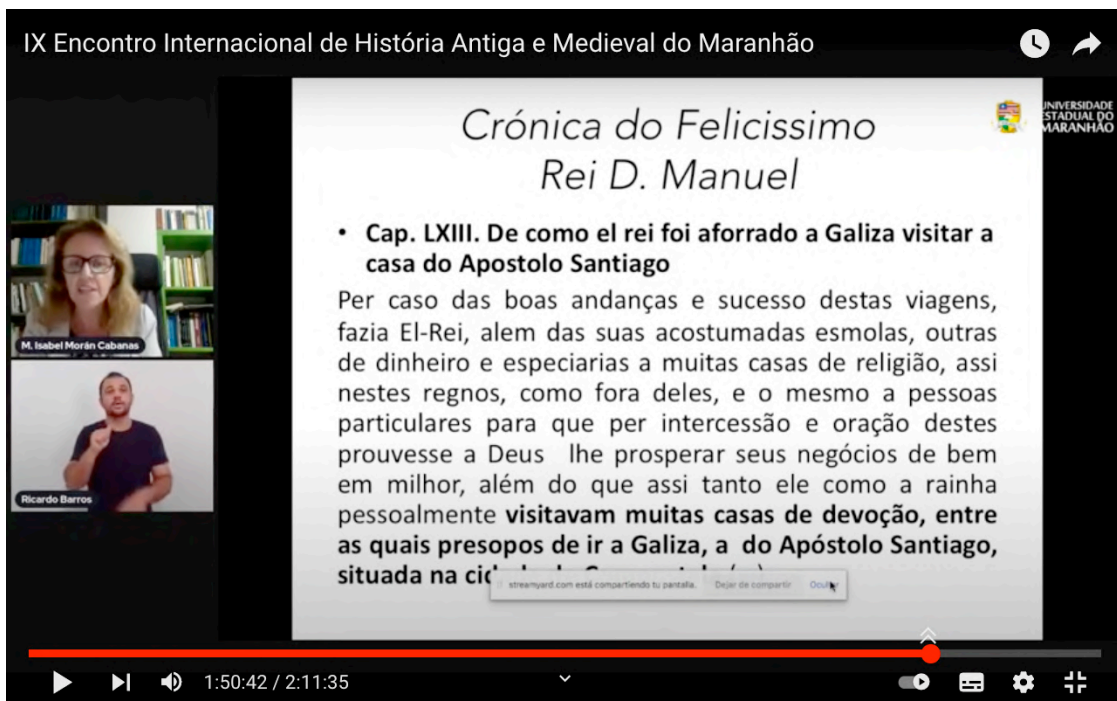 IX Encontro Internacional de História Antiga e Medieval do Maranhão
UNIVERSIDADE
ESTADUAL DO
MARANHÃO
Crónica do Felicissimo
Rei D. Manuel
• Cap. LXIII. De como el rei foi aforrado a Galiza visitar a
casa do Apostolo Santiago
Per caso das boas andanças e sucesso destas viagens,
fazia El-Rei, alem das suas acostumadas esmolas, outras
de dinheiro e especiarias a muitas casas de religião, assi
nestes regnos, como fora deles, e o mesmo a pessoas
particulares para que per intercessão e oração destes
prouvesse a Deus lhe prosperar seus negócios de bem
em milhor, além do que assi tanto ele como a rainha
pessoalmente visitavam muitas casas de devoção, entre
as quais presopos de ir a Galiza, a do Apóstolo Santiago,
situada na
streamyard.com está compartiendo tu pantalla. Dejar de compartir
M. Isabel Morán Cabanas
Ricardo Barros
1:50:42 / 2:11:35